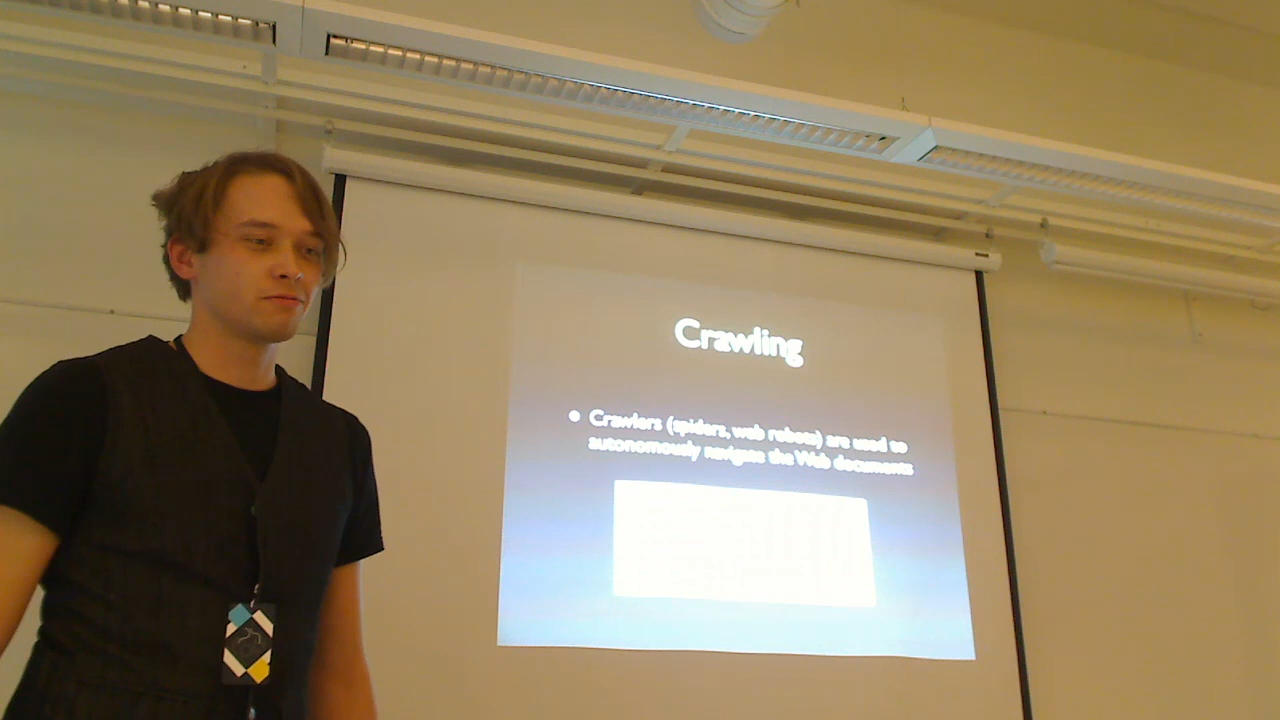 Crawling
• Crawlers (spiders, web robots) are used to
autonomously navigate the Web documents